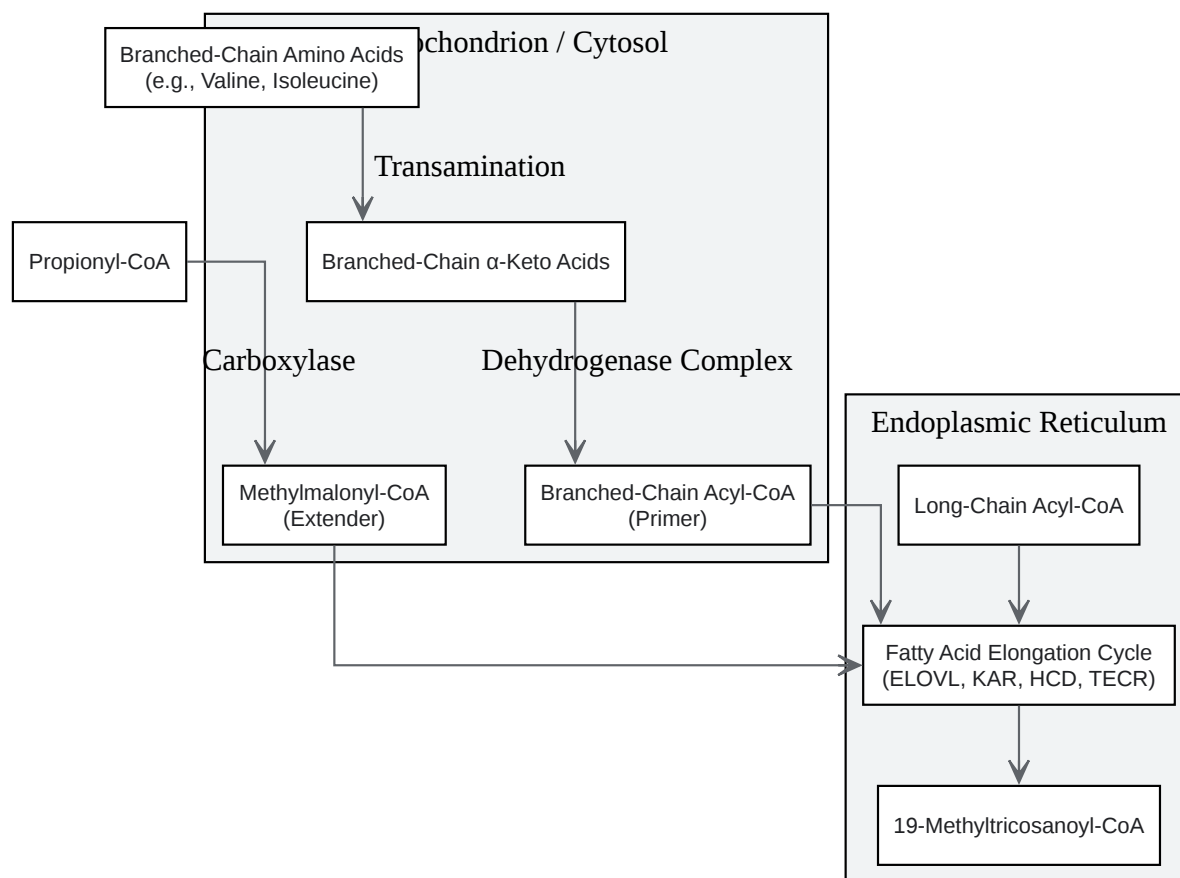 Branched-Chain Amino Acids
(e.g., Valine, Isoleucine)
ochondrion / Cytosol
Transamination
Propionyl-CoA
Branched-Chain α-Keto Acids
Carboxylase
Dehydrogenase Complex
Endoplasmic Reticulum
Methylmalonyl-CoA
(Extender)
Branched-Chain Acyl-CoA
(Primer)
Long-Chain Acyl-CoA
Fatty Acid Elongation Cycle
(ELOVL, KAR, HCD, TECR)
19-Methyltricosanoyl-CoA